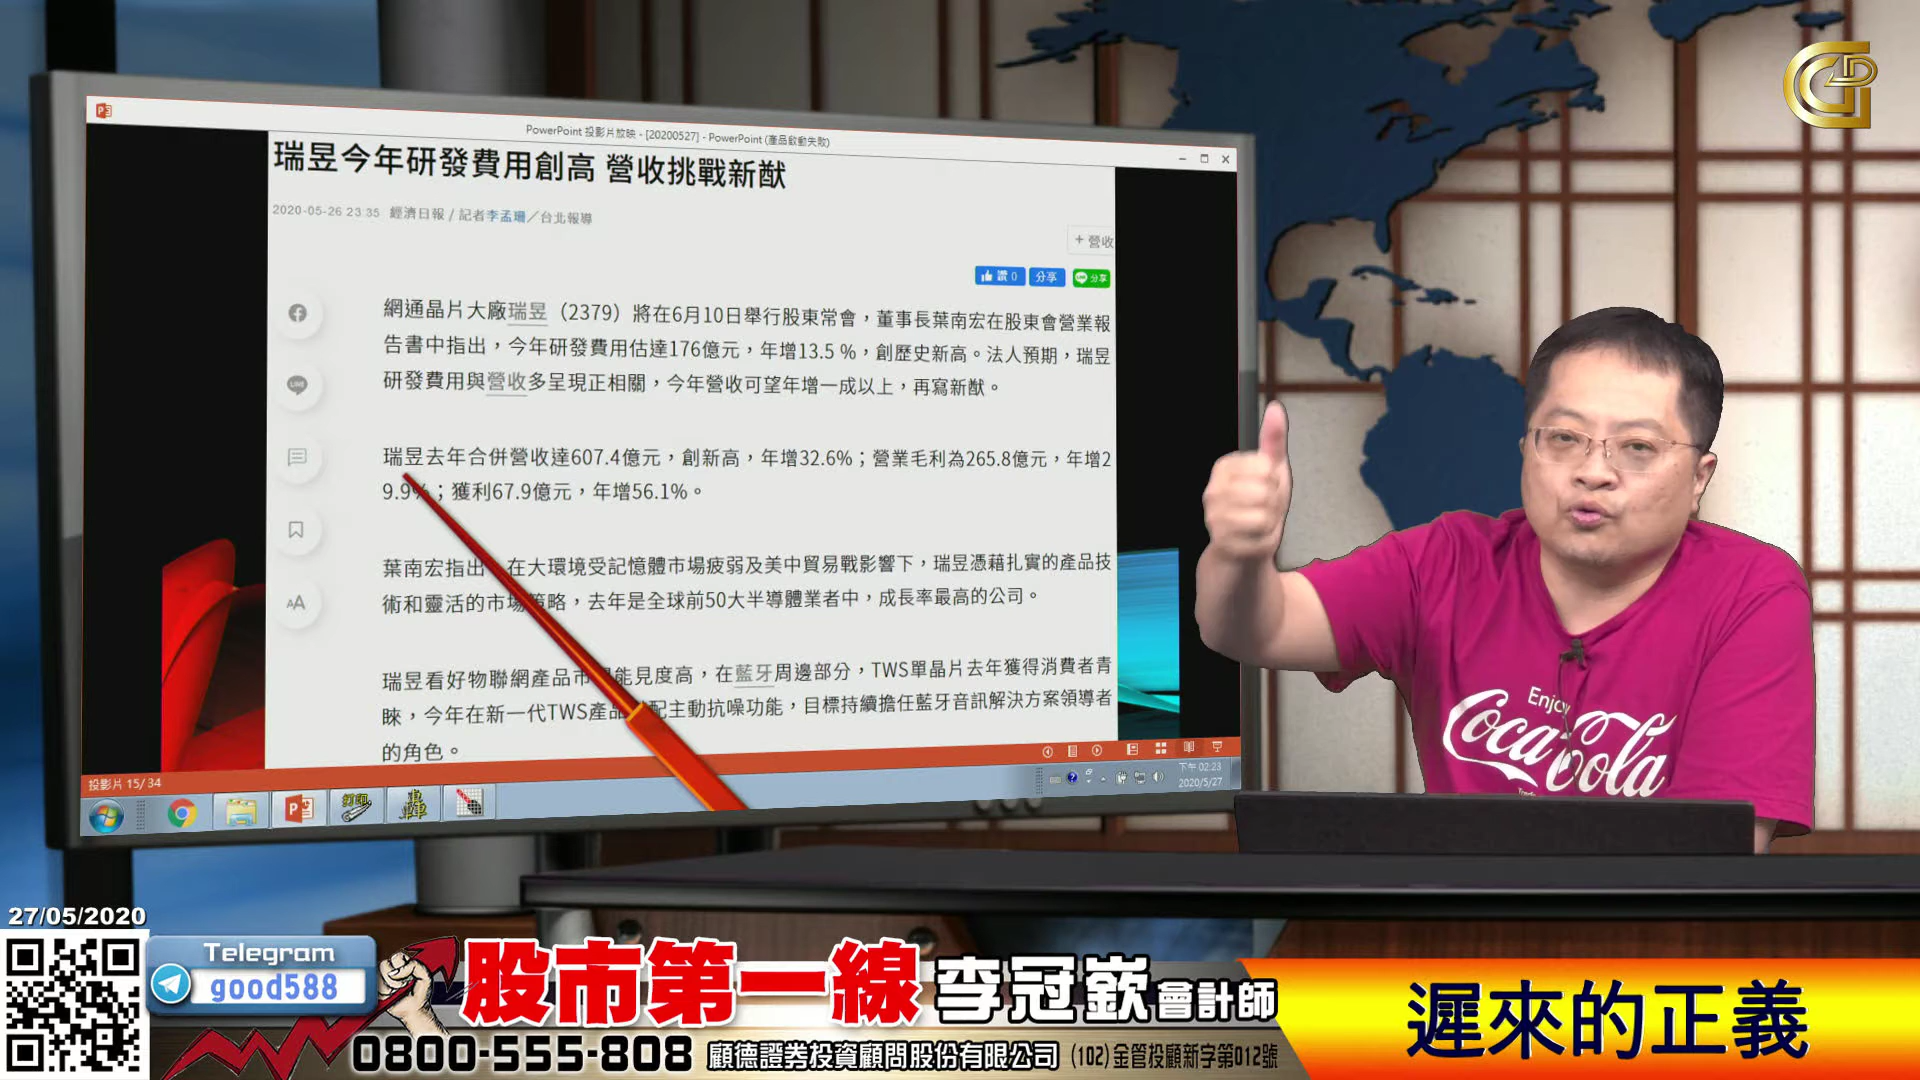 PowerPoint 投影片放映 - [20200527] - PowerPoint (產品啟動失敗)
瑞昱今年研發費用創高 營收挑戰新猷
2020-05-26 23:35 經濟日報 / 記者李孟珊／台北報導
+ 營收
讚 0 分享 分享
網通晶片大廠瑞昱（2379）將在6月10日舉行股東常會，董事長葉南宏在股東會營業報
告書中指出，今年研發費用估達176億元，年增13.5 %，創歷史新高。法人預期，瑞昱
研發費用與營收多呈現正相關，今年營收可望年增一成以上，再寫新猷。
LINE
瑞昱去年合併營收達607.4億元，創新高，年增32.6%；營業毛利為265.8億元，年增2
9.9%；獲利67.9億元，年增56.1%。
葉南宏指出，在大環境受記憶體市場疲弱及美中貿易戰影響下，瑞昱憑藉扎實的產品技
術和靈活的市場策略，去年是全球前50大半導體業者中，成長率最高的公司。
AA
瑞昱看好物聯網產品市場能見度高，在藍牙周邊部分，TWS單晶片去年獲得消費者青
睞，今年在新一代TWS產品搭配主動抗噪功能，目標持續擔任藍牙音訊解決方案領導者
的角色。
投影片 15/ 34
下午 02:23
2020/5/27
Enjoy
Coca Cola
27/05/2020
Telegram
good588
股市第一線 李冠嶔 會計師
0800-555-808 顧德證券投資顧問股份有限公司 (102)金管投顧新字第012號
遲來的正義